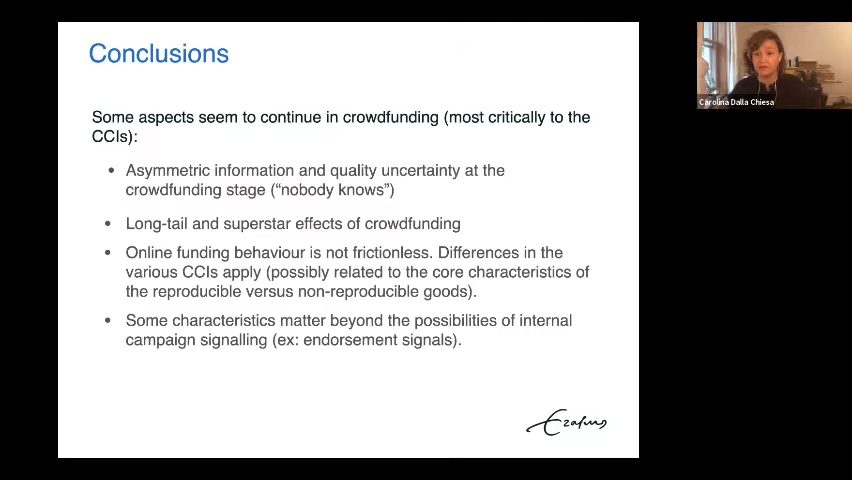 Conclusions
Some aspects seem to continue in crowdfunding (most critically to the
CCIs):
• Asymmetric information and quality uncertainty at the
crowdfunding stage (“nobody knows”)
• Long-tail and superstar effects of crowdfunding
• Online funding behaviour is not frictionless. Differences in the
various CCIs apply (possibly related to the core characteristics of
the reproducible versus non-reproducible goods).
• Some characteristics matter beyond the possibilities of internal
campaign signalling (ex: endorsement signals).
Erasmus
Carolina Dalla Chiesa